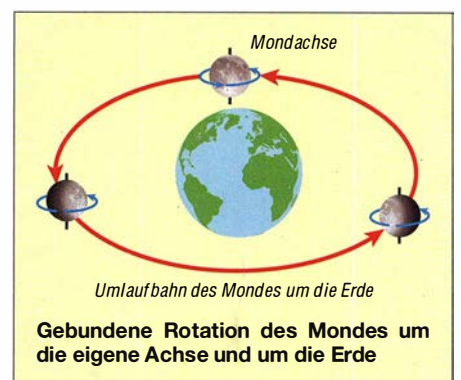 Mondachse
Umlaufbahn des Mondes um die Erde
Gebundene Rotation des Mondes um
die eigene Achse und um die Erde